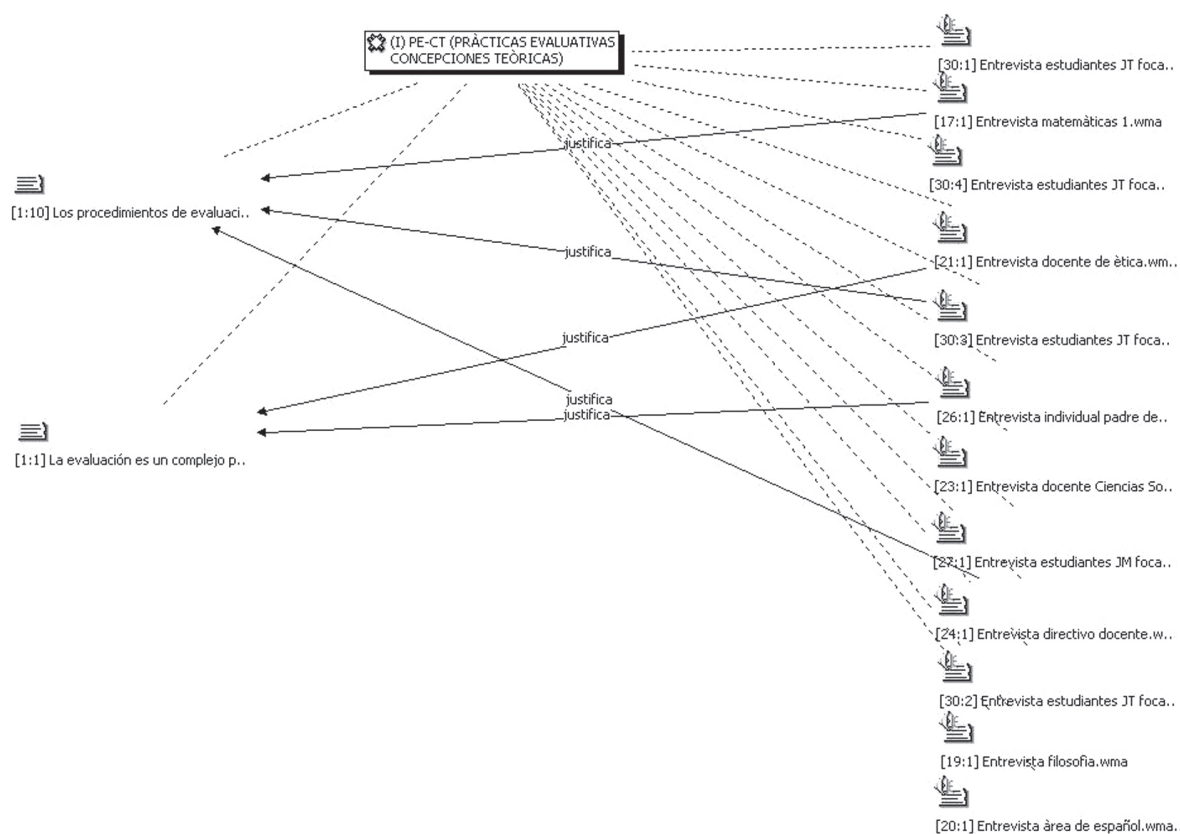 (I) PE-CT (PRÀCTICAS EVALUATIVAS
CONCEPCIONES TEÒRICAS)
[30:1] Entrevista estudiantes JT foca..
[17:1] Entrevista matemàticas 1.wma
justifica
[30:4] Entrevista estudiantes JT foca..
[1:10] Los procedimientos de evaluaci..
justifica
[21:1] Entrevista docente de ètica.wm..
justifica
[30:3] Entrevista estudiantes JT foca..
justifica
justifica
[26:1] Entrevista individual padre de..
[1:1] La evaluación es un complejo p..
[23:1] Entrevista docente Ciencias So..
[27:1] Entrevista estudiantes JM foca..
[24:1] Entrevista directivo docente.w..
[30:2] Entrevista estudiantes JT foca..
[19:1] Entrevista filosofia.wma
[20:1] Entrevista àrea de español.wma.